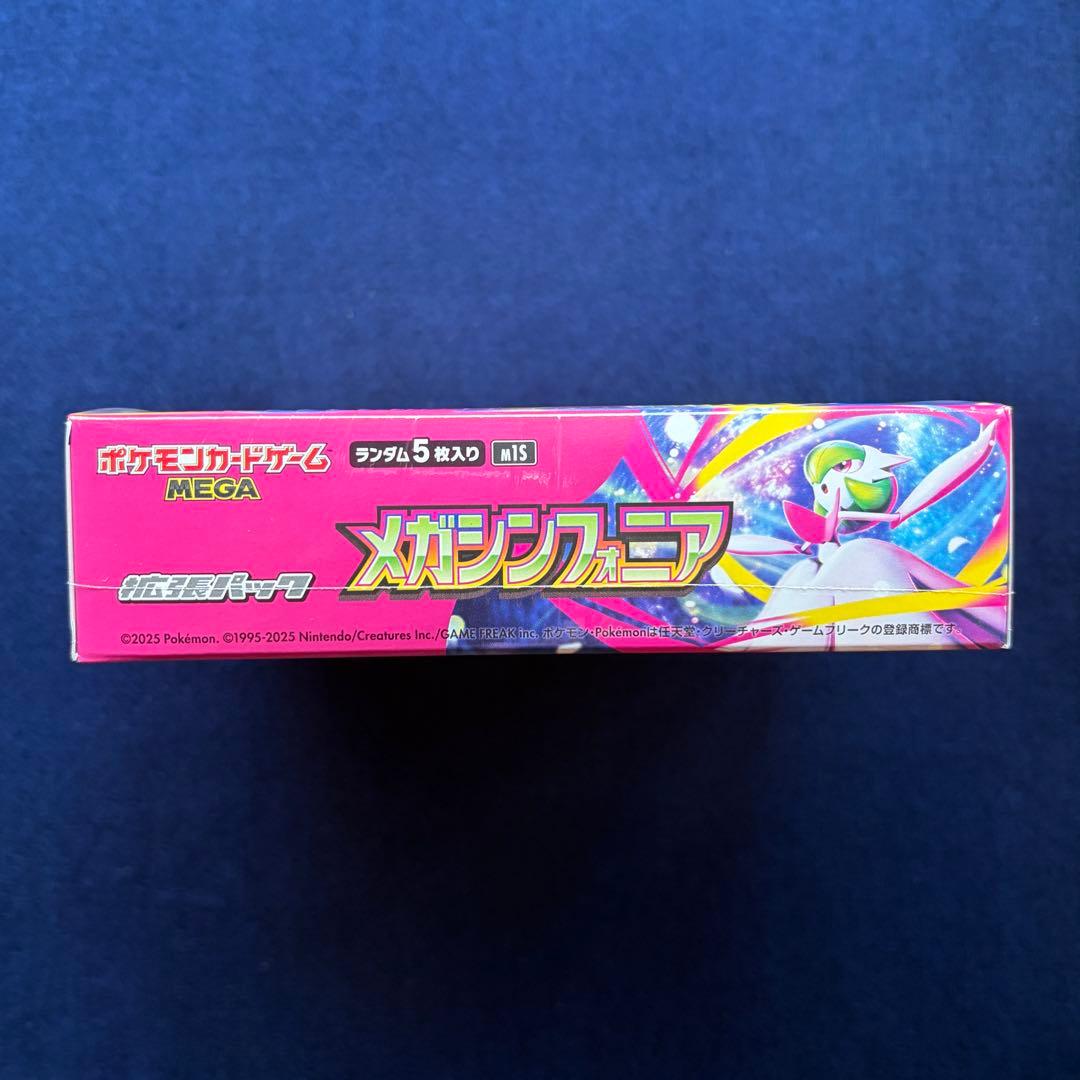 ポケモンカードゲーム
MEGA
ランダム5枚入り
m1S
メガシンフォニア
拡張パック
©2025 Pokémon. ©1995-2025 Nintendo/Creatures Inc./GAME FREAK inc. ポケモン・Pokémonは任天堂・クリーチャーズ・ゲームフリークの登録商標です。